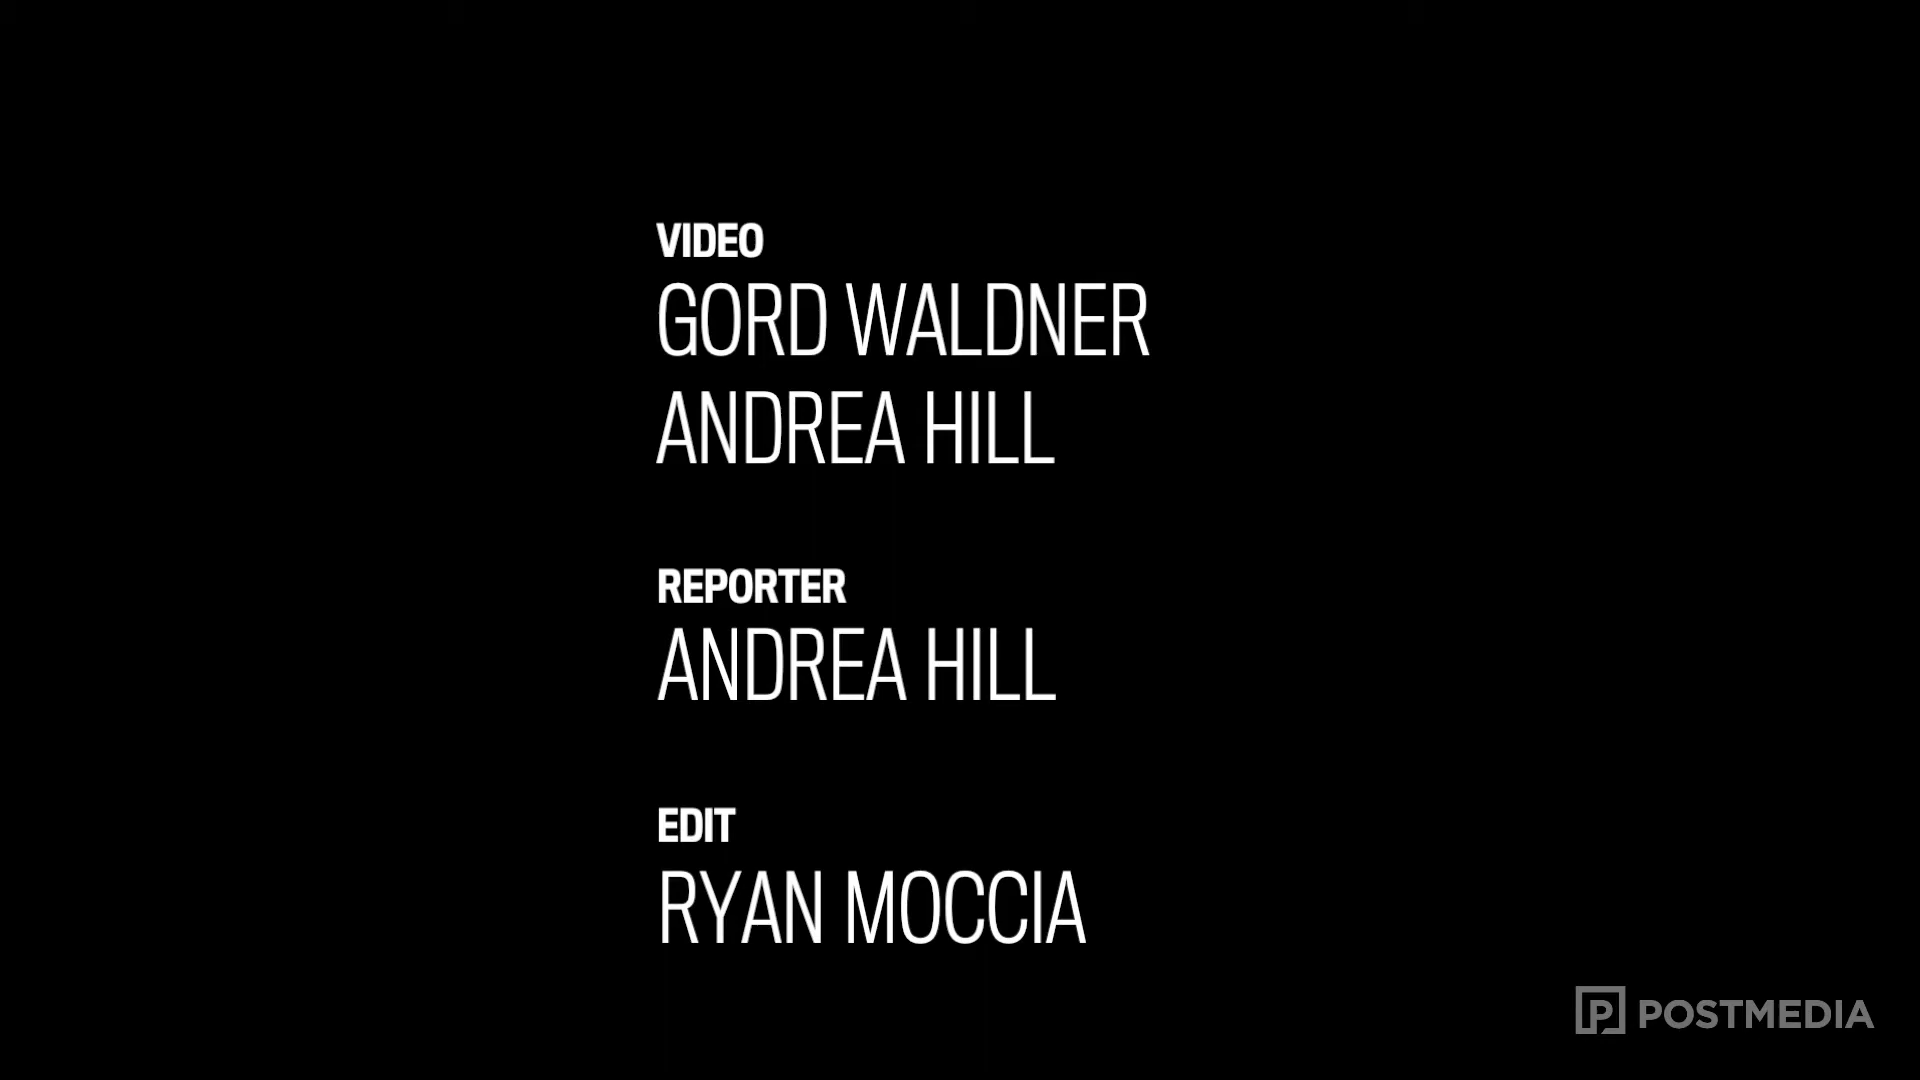 VIDEO
GORD WALDNER
ANDREA HILL
REPORTER
ANDREA HILL
EDIT
RYAN MOCCIA
POSTMEDIA